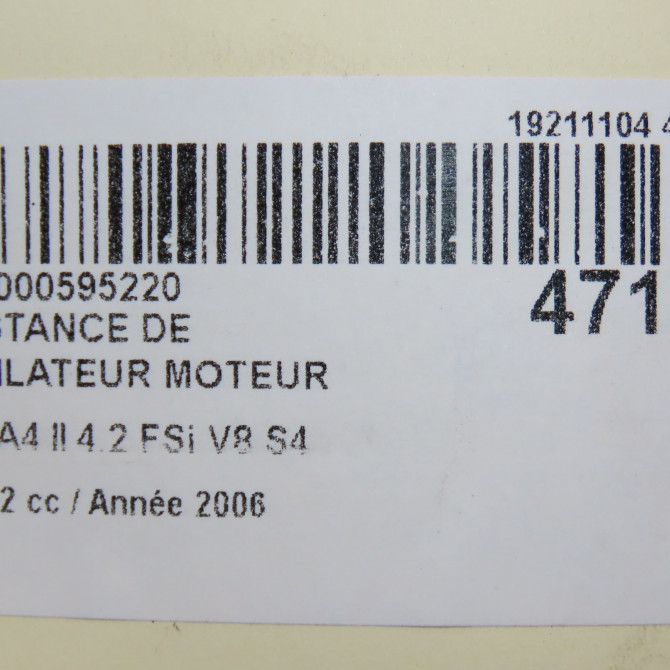 19211104 4
000595220
471
STANCE DE
ILATEUR MOTEUR
A4 II 4.2 FSi V8 S4
2 cc / Année 2006